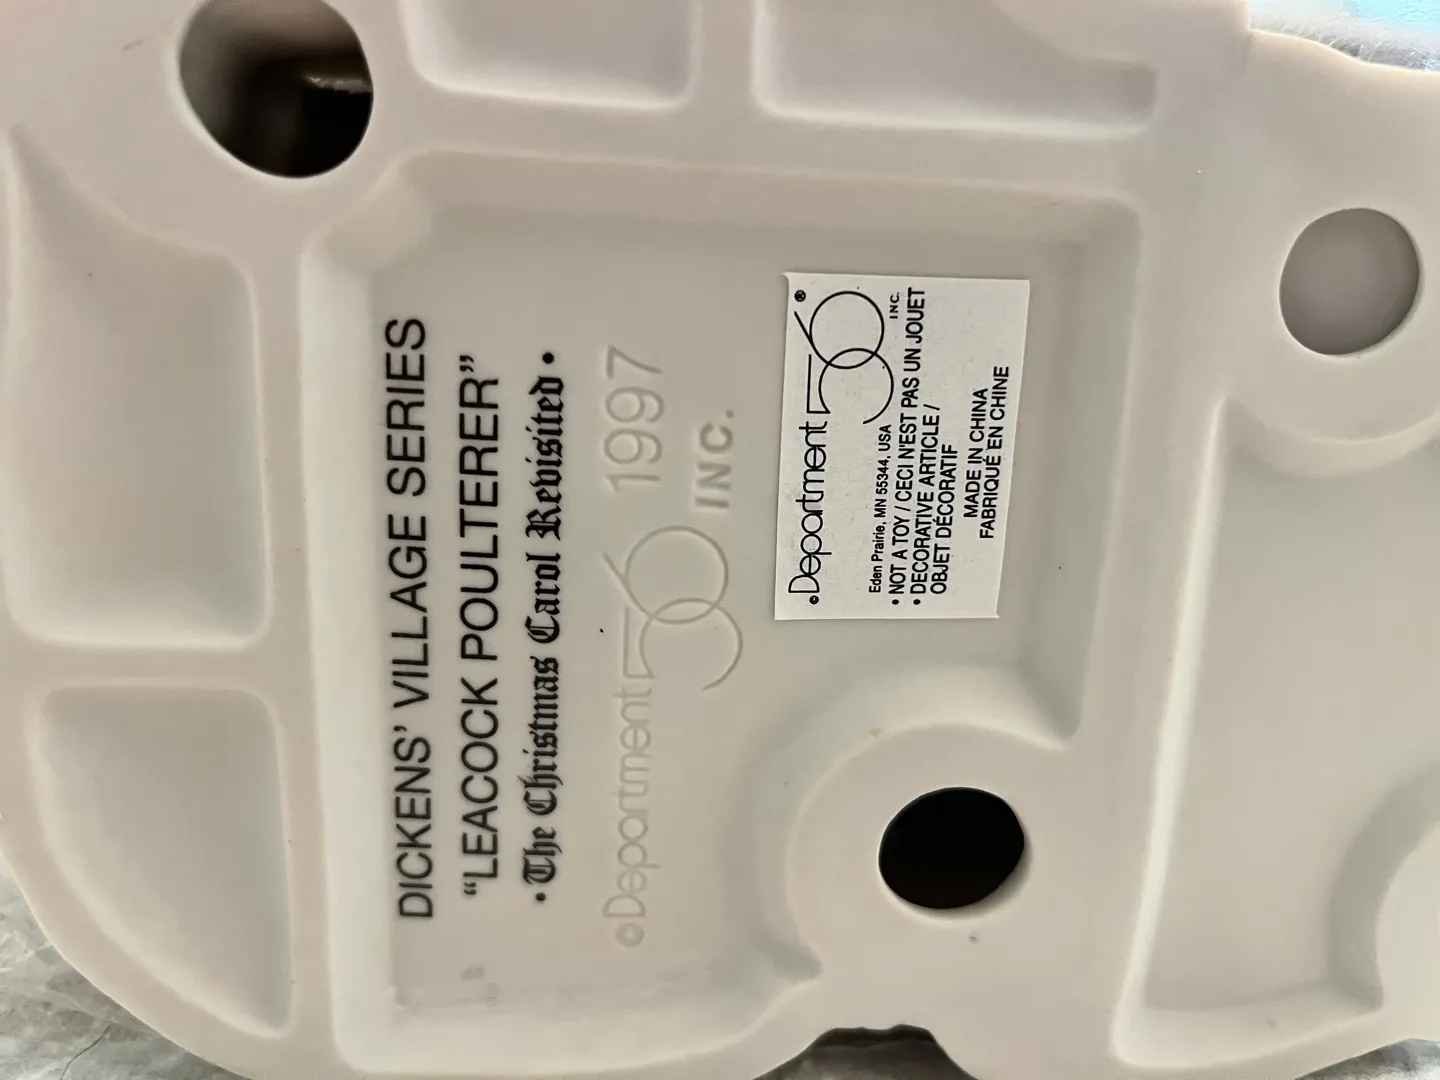 DICKENS' VILLAGE SERIES
“LEACOCK POULTERER”
• The Christmas Carol Revisited •
©Department 56 1997
INC.
©Department 56®
INC.
Eden Prairie, MN 55344, USA
• NOT A TOY / CECI N'EST PAS UN JOUET
• DECORATIVE ARTICLE /
OBJET DÉCORATIF
MADE IN CHINA
FABRIQUÉ EN CHINE